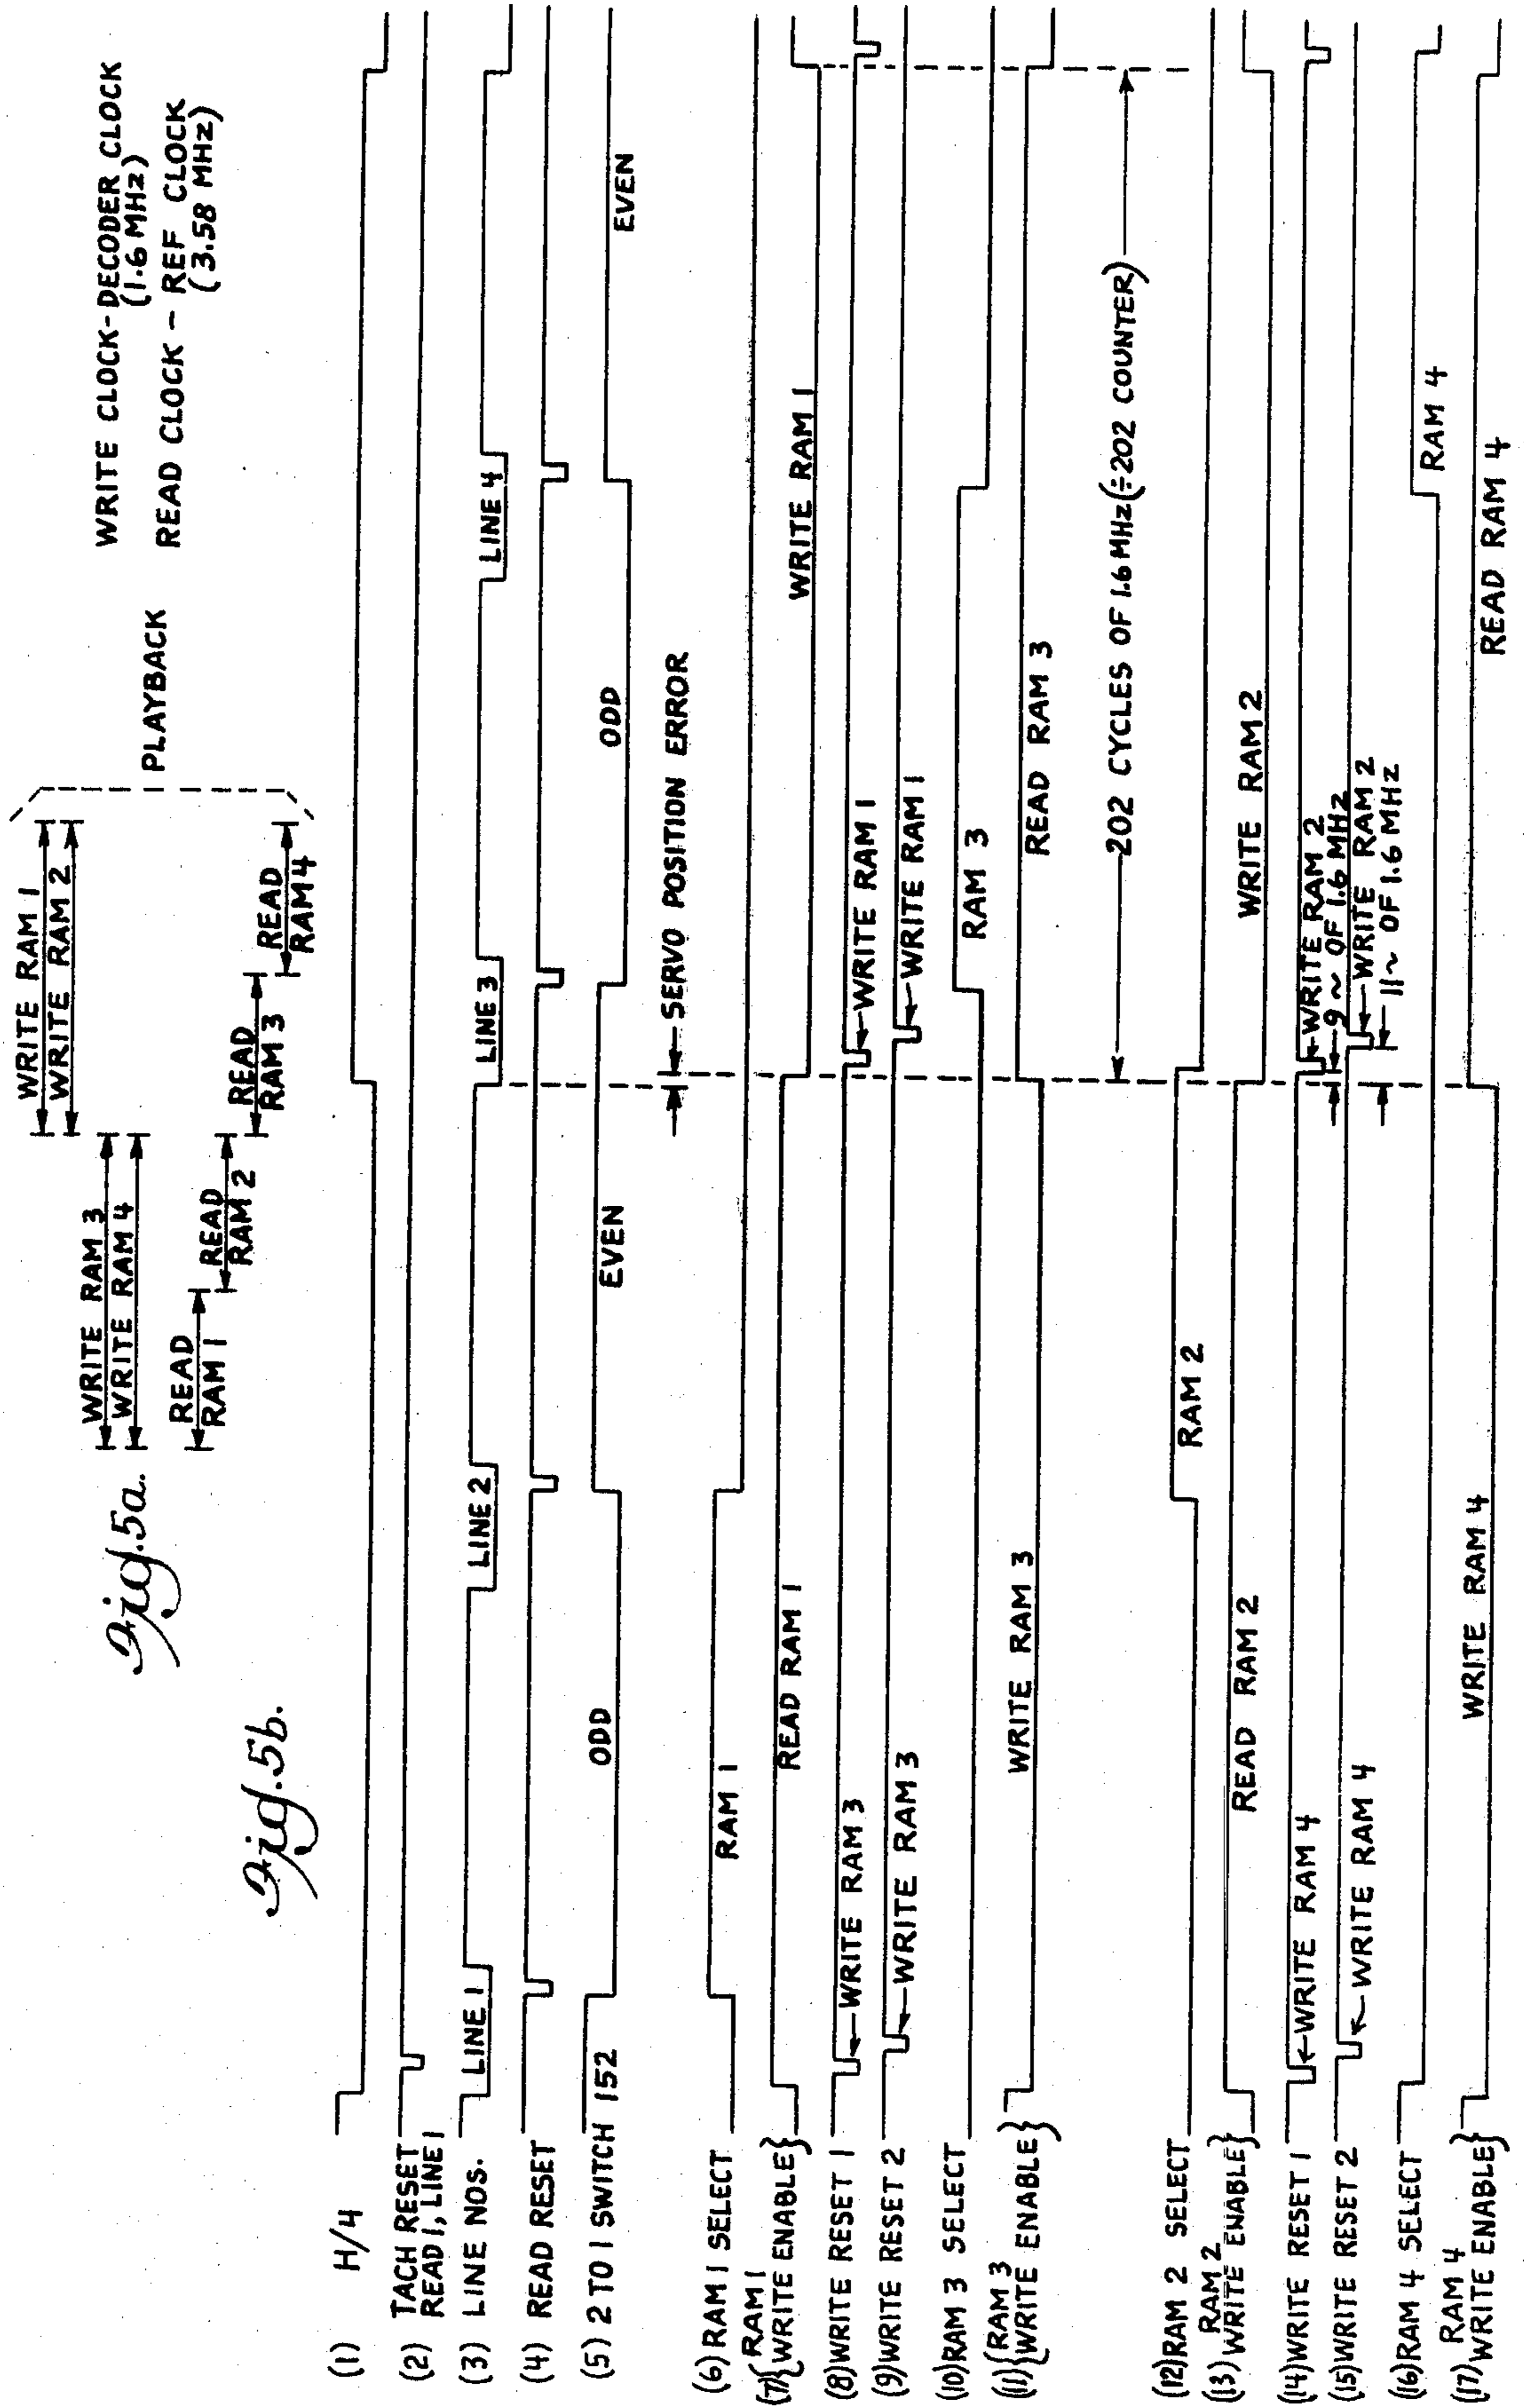 Fig. 5a.
WRITE RAM 3
WRITE RAM 4
READ
RAM 1
READ
RAM 2
WRITE RAM 1
WRITE RAM 2
READ
RAM 3
READ
RAM 4
PLAYBACK
WRITE CLOCK-DECODER CLOCK
(1.6 MHz)
READ CLOCK - REF CLOCK
(3.58 MHz)
Fig. 5b.
(1) H/4
(2) TACH RESET
READ 1, LINE 1
(3) LINE NOS.
LINE 1
LINE 2
LINE 3
LINE 4
(4) READ RESET
(5) 2 TO 1 SWITCH 152
ODD
EVEN
ODD
EVEN
SERVO POSITION ERROR
(6) RAM 1 SELECT
RAM 1
(7) {RAM 1
WRITE ENABLE}
READ RAM 1
WRITE RAM 1
(8) WRITE RESET 1
WRITE RAM 3
WRITE RAM 1
(9) WRITE RESET 2
WRITE RAM 3
WRITE RAM 1
(10) RAM 3 SELECT
RAM 3
(11) {RAM 3
WRITE ENABLE}
WRITE RAM 3
READ RAM 3
202 CYCLES OF 1.6 MHz (÷202 COUNTER)
(12) RAM 2 SELECT
RAM 2
(13) RAM 2
WRITE ENABLE}
READ RAM 2
WRITE RAM 2
(14) WRITE RESET 1
WRITE RAM 4
WRITE RAM 2
9 ~ OF 1.6 MHz
(15) WRITE RESET 2
WRITE RAM 4
WRITE RAM 2
11 ~ OF 1.6 MHz
(16) RAM 4 SELECT
RAM 4
(17) RAM 4
WRITE ENABLE}
WRITE RAM 4
READ RAM 4